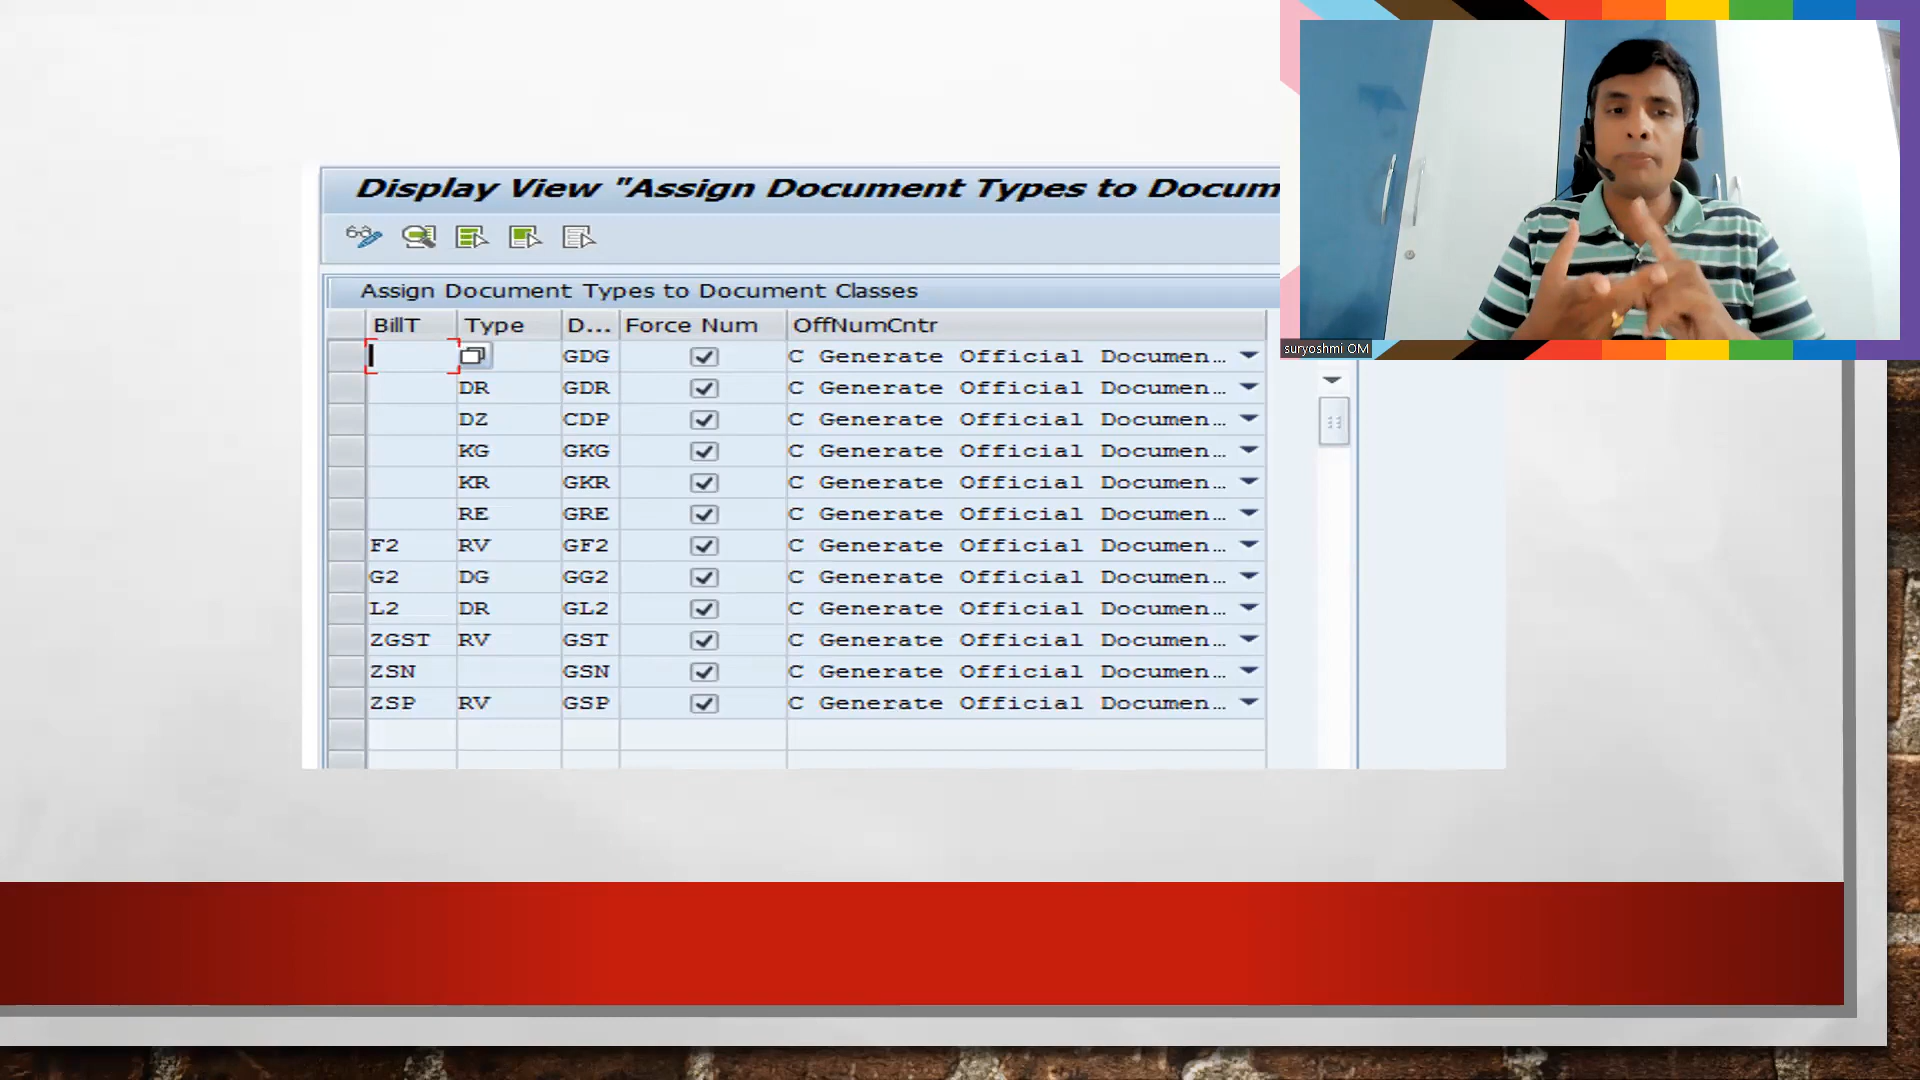 Display View "Assign Document Types to Docum
Assign Document Types to Document Classes
BillT Type D... Force Num OffNumCntr
GDG C Generate Official Documen...
DR GDR C Generate Official Documen...
DZ CDP C Generate Official Documen...
KG GKG C Generate Official Documen...
KR GKR C Generate Official Documen...
RE GRE C Generate Official Documen...
F2 RV GF2 C Generate Official Documen...
G2 DG GG2 C Generate Official Documen...
L2 DR GL2 C Generate Official Documen...
ZGST RV GST C Generate Official Documen...
ZSN GSN C Generate Official Documen...
ZSP RV GSP C Generate Official Documen...
suryoshmi OM